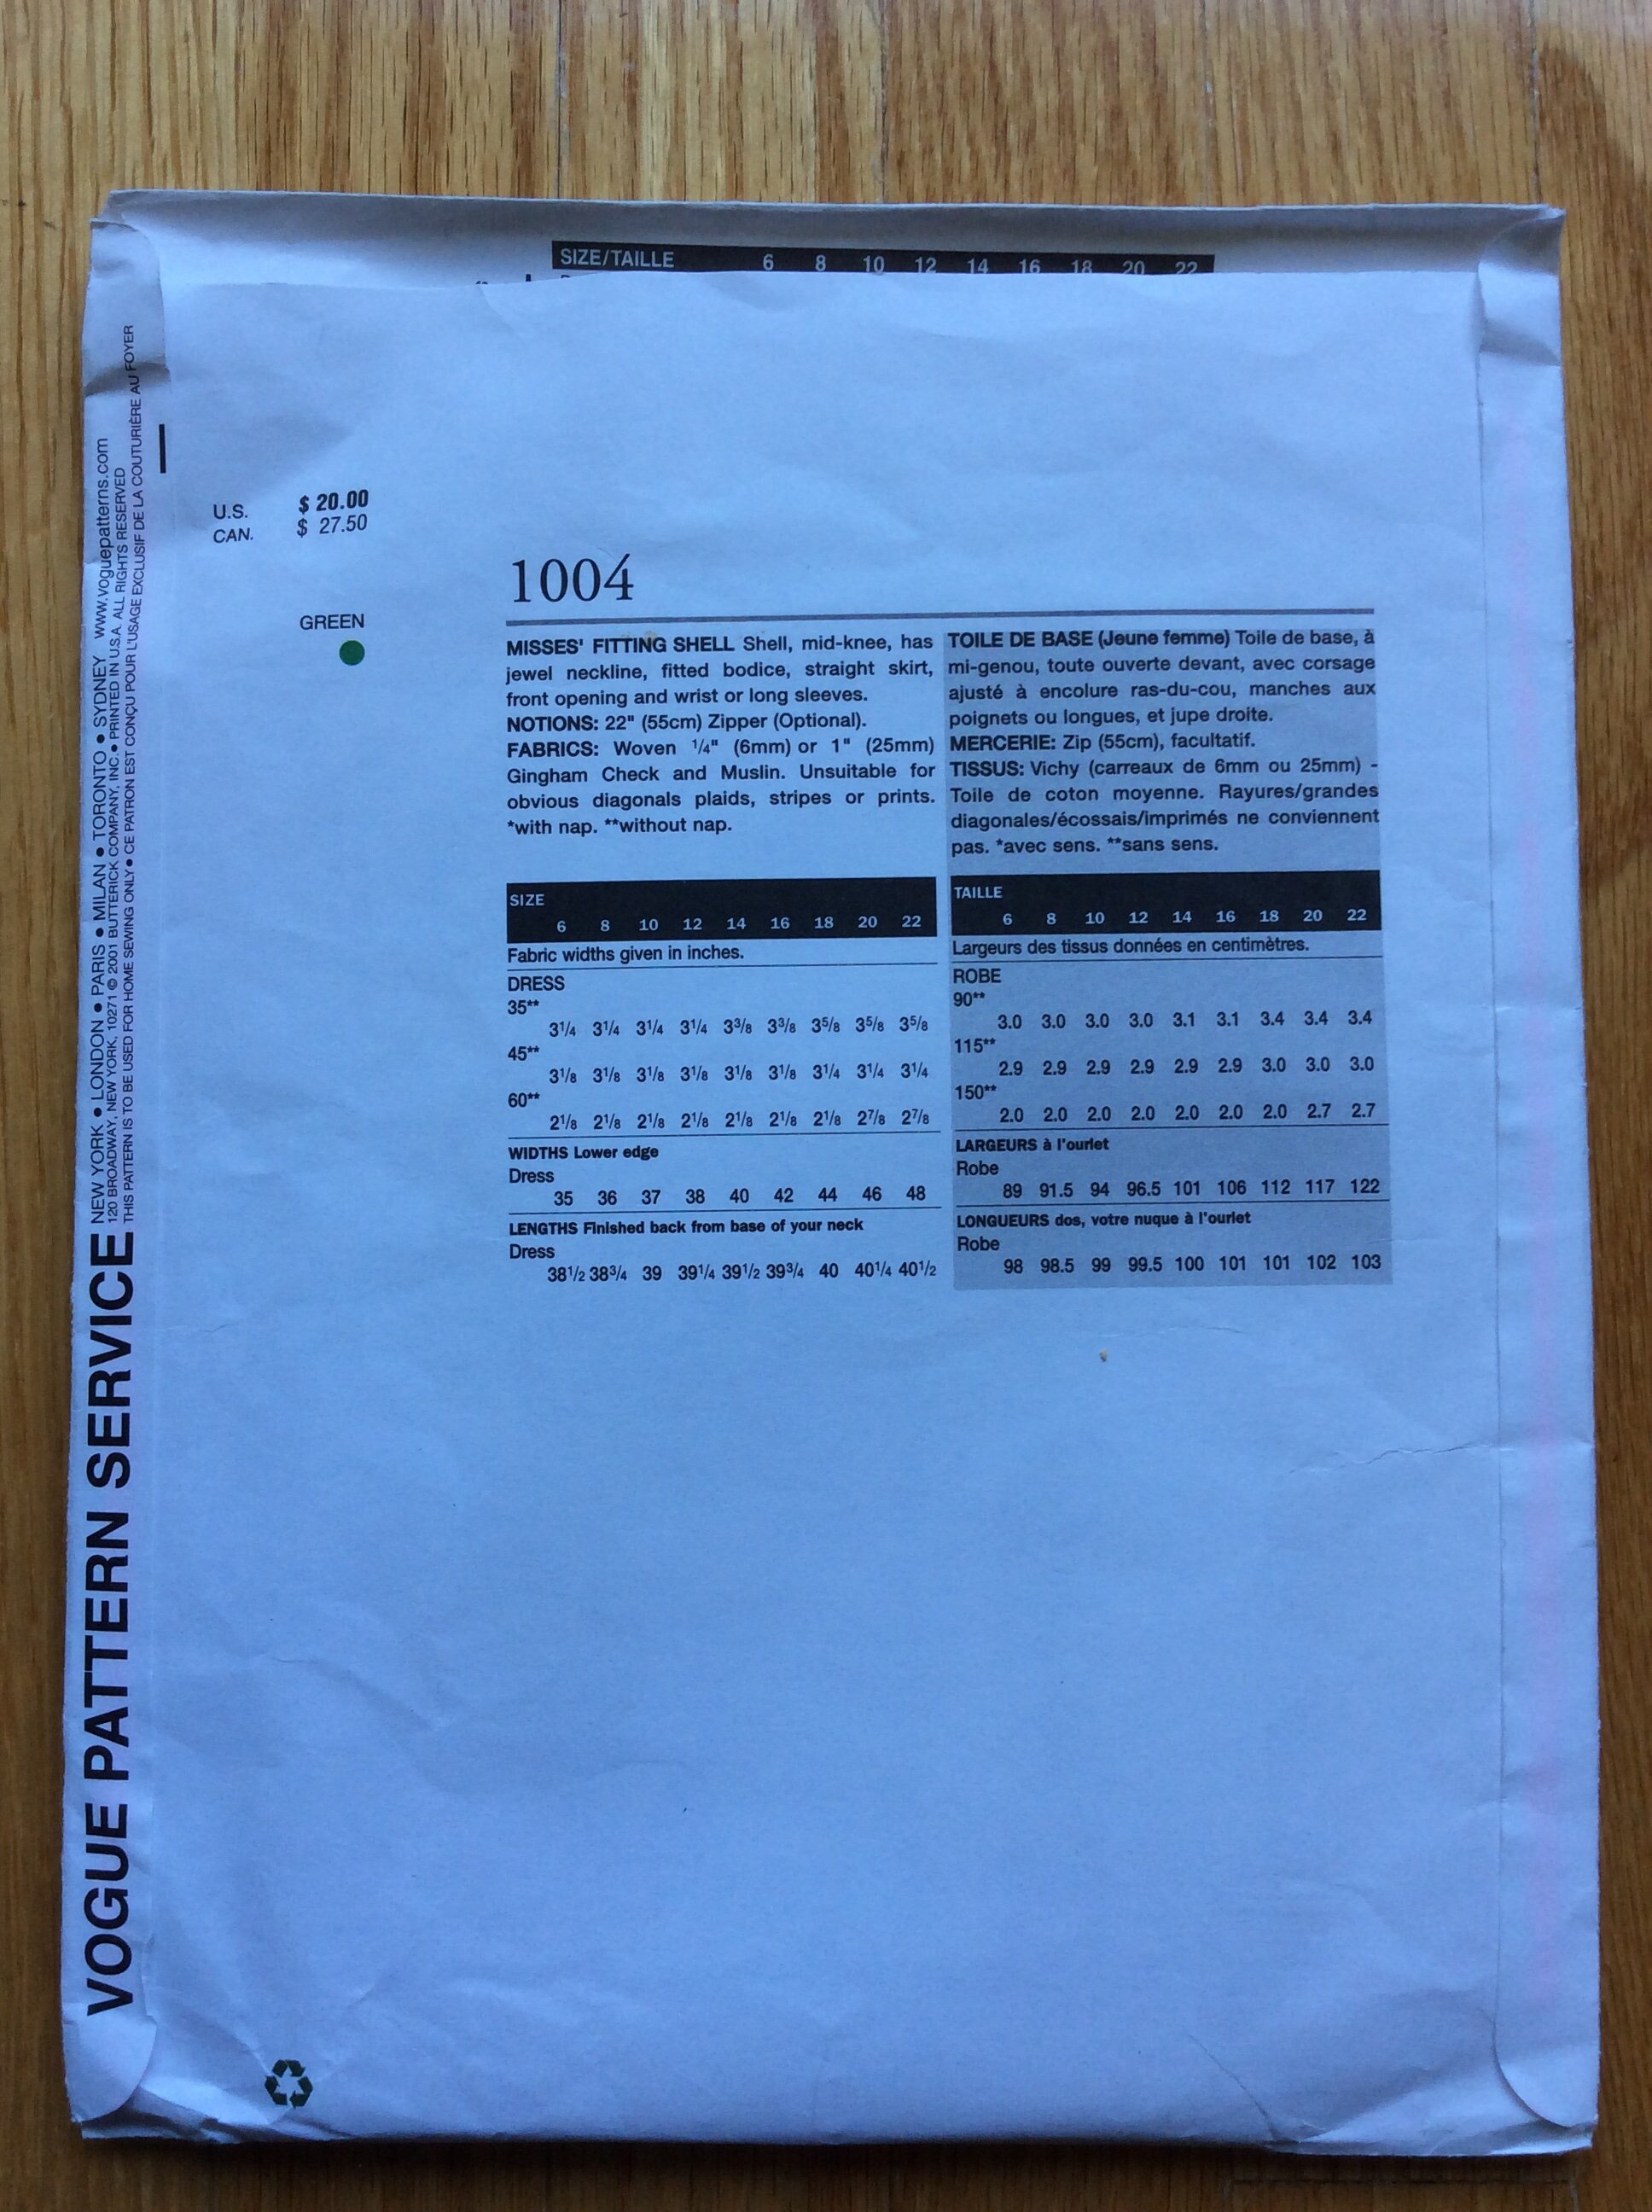 SIZE/TAILLE 6 8 10 12 14 16 18 20 22
U.S. $ 20.00
CAN. $ 27.50
GREEN
1004
MISSES' FITTING SHELL Shell, mid-knee, has
jewel neckline, fitted bodice, straight skirt,
front opening and wrist or long sleeves.
NOTIONS: 22" (55cm) Zipper (Optional).
FABRICS: Woven 1/4" (6mm) or 1" (25mm)
Gingham Check and Muslin. Unsuitable for
obvious diagonals plaids, stripes or prints.
*with nap. **without nap.
SIZE
6 8 10 12 14 16 18 20 22
Fabric widths given in inches.
DRESS
35**
3 1/4 3 1/4 3 1/4 3 1/4 3 3/8 3 3/8 3 5/8 3 5/8 3 5/8
45**
3 1/8 3 1/8 3 1/8 3 1/8 3 1/8 3 1/8 3 1/4 3 1/4 3 1/4
60**
2 1/8 2 1/8 2 1/8 2 1/8 2 1/8 2 1/8 2 1/8 2 7/8 2 7/8
WIDTHS Lower edge
Dress
35 36 37 38 40 42 44 46 48
LENGTHS Finished back from base of your neck
Dress
38 1/2 38 3/4 39 39 1/4 39 1/2 39 3/4 40 40 1/4 40 1/2
TOILE DE BASE (Jeune femme) Toile de base, à
mi-genou, toute ouverte devant, avec corsage
ajusté à encolure ras-du-cou, manches aux
poignets ou longues, et jupe droite.
MERCERIE: Zip (55cm), facultatif.
TISSUS: Vichy (carreaux de 6mm ou 25mm) -
Toile de coton moyenne. Rayures/grandes
diagonales/écossais/imprimés ne conviennent
pas. *avec sens. **sans sens.
TAILLE
6 8 10 12 14 16 18 20 22
Largeurs des tissus données en centimètres.
ROBE
90**
3.0 3.0 3.0 3.0 3.1 3.1 3.4 3.4 3.4
115**
2.9 2.9 2.9 2.9 2.9 2.9 3.0 3.0 3.0
150**
2.0 2.0 2.0 2.0 2.0 2.0 2.0 2.7 2.7
LARGEURS à l'ourlet
Robe
89 91.5 94 96.5 101 106 112 117 122
LONGUEURS dos, votre nuque à l'ourlet
Robe
98 98.5 99 99.5 100 101 101 102 103
VOGUE PATTERN SERVICE NEW YORK • LONDON • PARIS • MILAN • TORONTO • SYDNEY www.voguepatterns.com
120 BROADWAY, NEW YORK, NEW YORK, 10271 © 2001 BUTTERICK COMPANY, INC. • PRINTED IN U.S.A. ALL RIGHTS RESERVED
THIS PATTERN IS TO BE USED FOR HOME SEWING ONLY • CE PATRON EST CONÇU POUR L'USAGE EXCLUSIF DE LA COUTURIÈRE AU FOYER